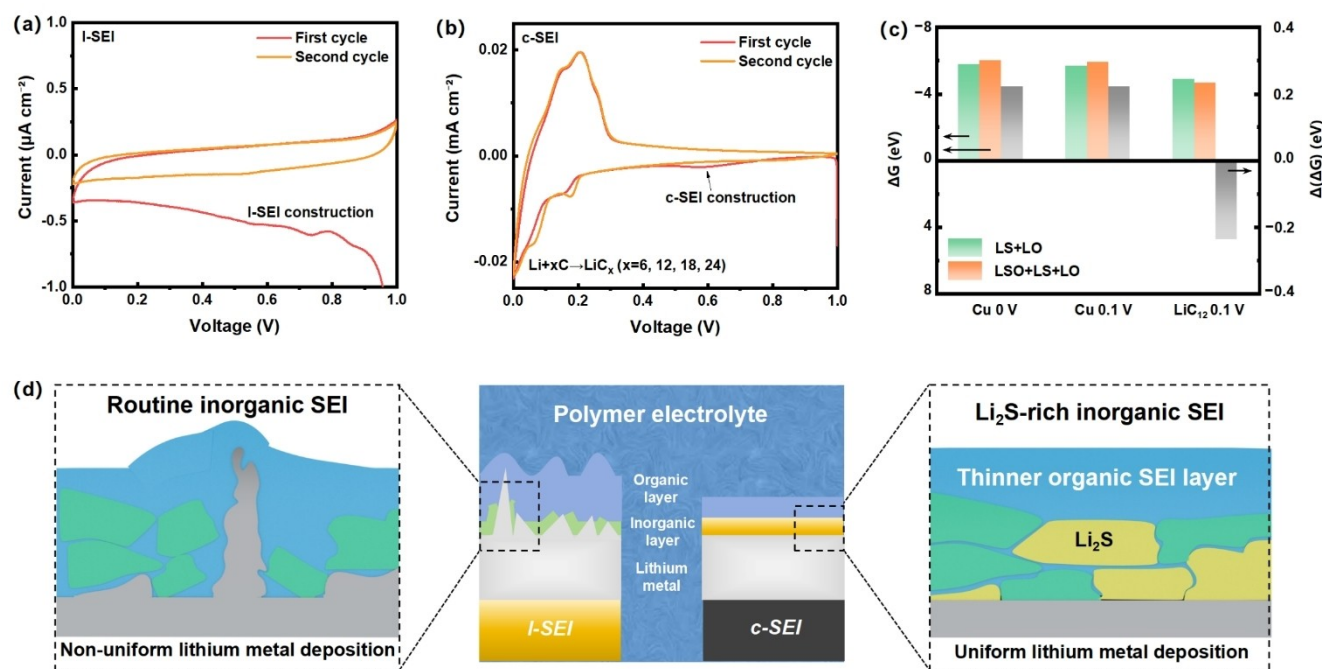 (a)
l-SEI
First cycle
Second cycle
l-SEI construction
Current (µA cm⁻²)
1.0
0.5
0.0
-0.5
-1.0
0.0 0.2 0.4 0.6 0.8 1.0
Voltage (V)
(b)
c-SEI
First cycle
Second cycle
c-SEI construction
Li+xC→LiCₓ (x=6, 12, 18, 24)
Current (mA cm⁻²)
0.02
0.00
-0.02
0.0 0.2 0.4 0.6 0.8 1.0
Voltage (V)
(c)
ΔG (eV)
−8
−4
0
4
8
LS+LO
LSO+LS+LO
Cu 0 V Cu 0.1 V LiC₁₂ 0.1 V
0.4
0.2
0.0
−0.2
−0.4
Δ(ΔG) (eV)
(d)
Routine inorganic SEI
Non-uniform lithium metal deposition
Polymer electrolyte
Organic
layer
Inorganic
layer
Lithium
metal
l-SEI
c-SEI
Li₂S-rich inorganic SEI
Thinner organic SEI layer
Li₂S
Uniform lithium metal deposition